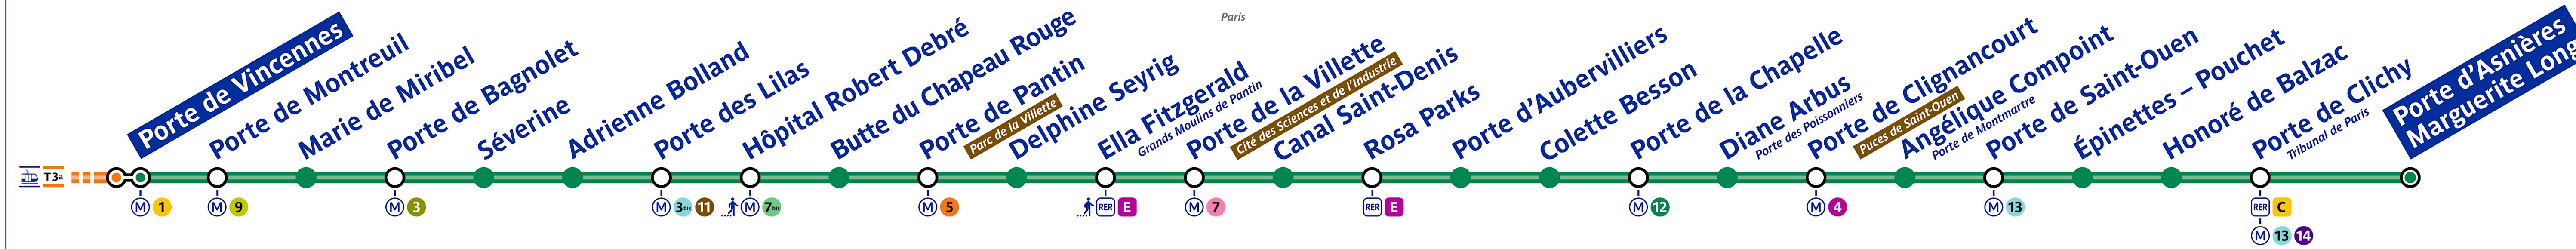 Paris
Porte de Vincennes
Porte de Montreuil
Marie de Miribel
Porte de Bagnolet
Séverine
Adrienne Bolland
Porte des Lilas
Hôpital Robert Debré
Butte du Chapeau Rouge
Porte de Pantin
Parc de la Villette
Delphine Seyrig
Ella Fitzgerald
Grands Moulins de Pantin
Porte de la Villette
Cité des Sciences et de l'Industrie
Canal Saint-Denis
Rosa Parks
Porte d'Aubervilliers
Colette Besson
Porte de la Chapelle
Diane Arbus
Porte des Poissonniers
Porte de Clignancourt
Puces de Saint-Ouen
Angélique Compoint
Porte de Montmartre
Porte de Saint-Ouen
Épinettes – Pouchet
Honoré de Balzac
Porte de Clichy
Tribunal de Paris
Porte d'Asnières
Marguerite Long
T3a
M 1
M 9
M 3
M 3bis 11
M 7bis
M 5
RER E
M 7
RER E
M 12
M 4
M 13
RER C
M 13 14